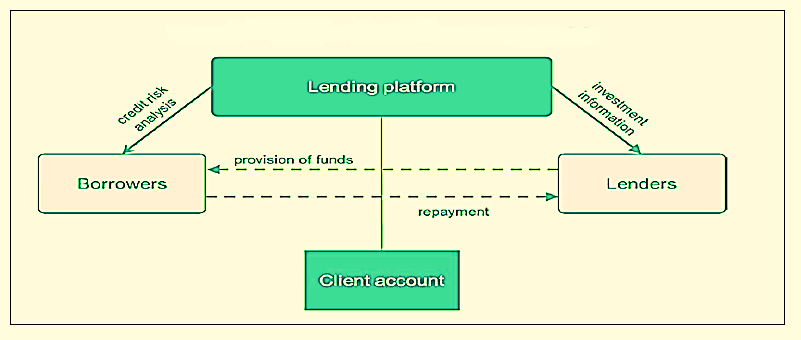 Lending platform
credit risk
analysis
investment
information
provision of funds
Borrowers
Lenders
repayment
Client account